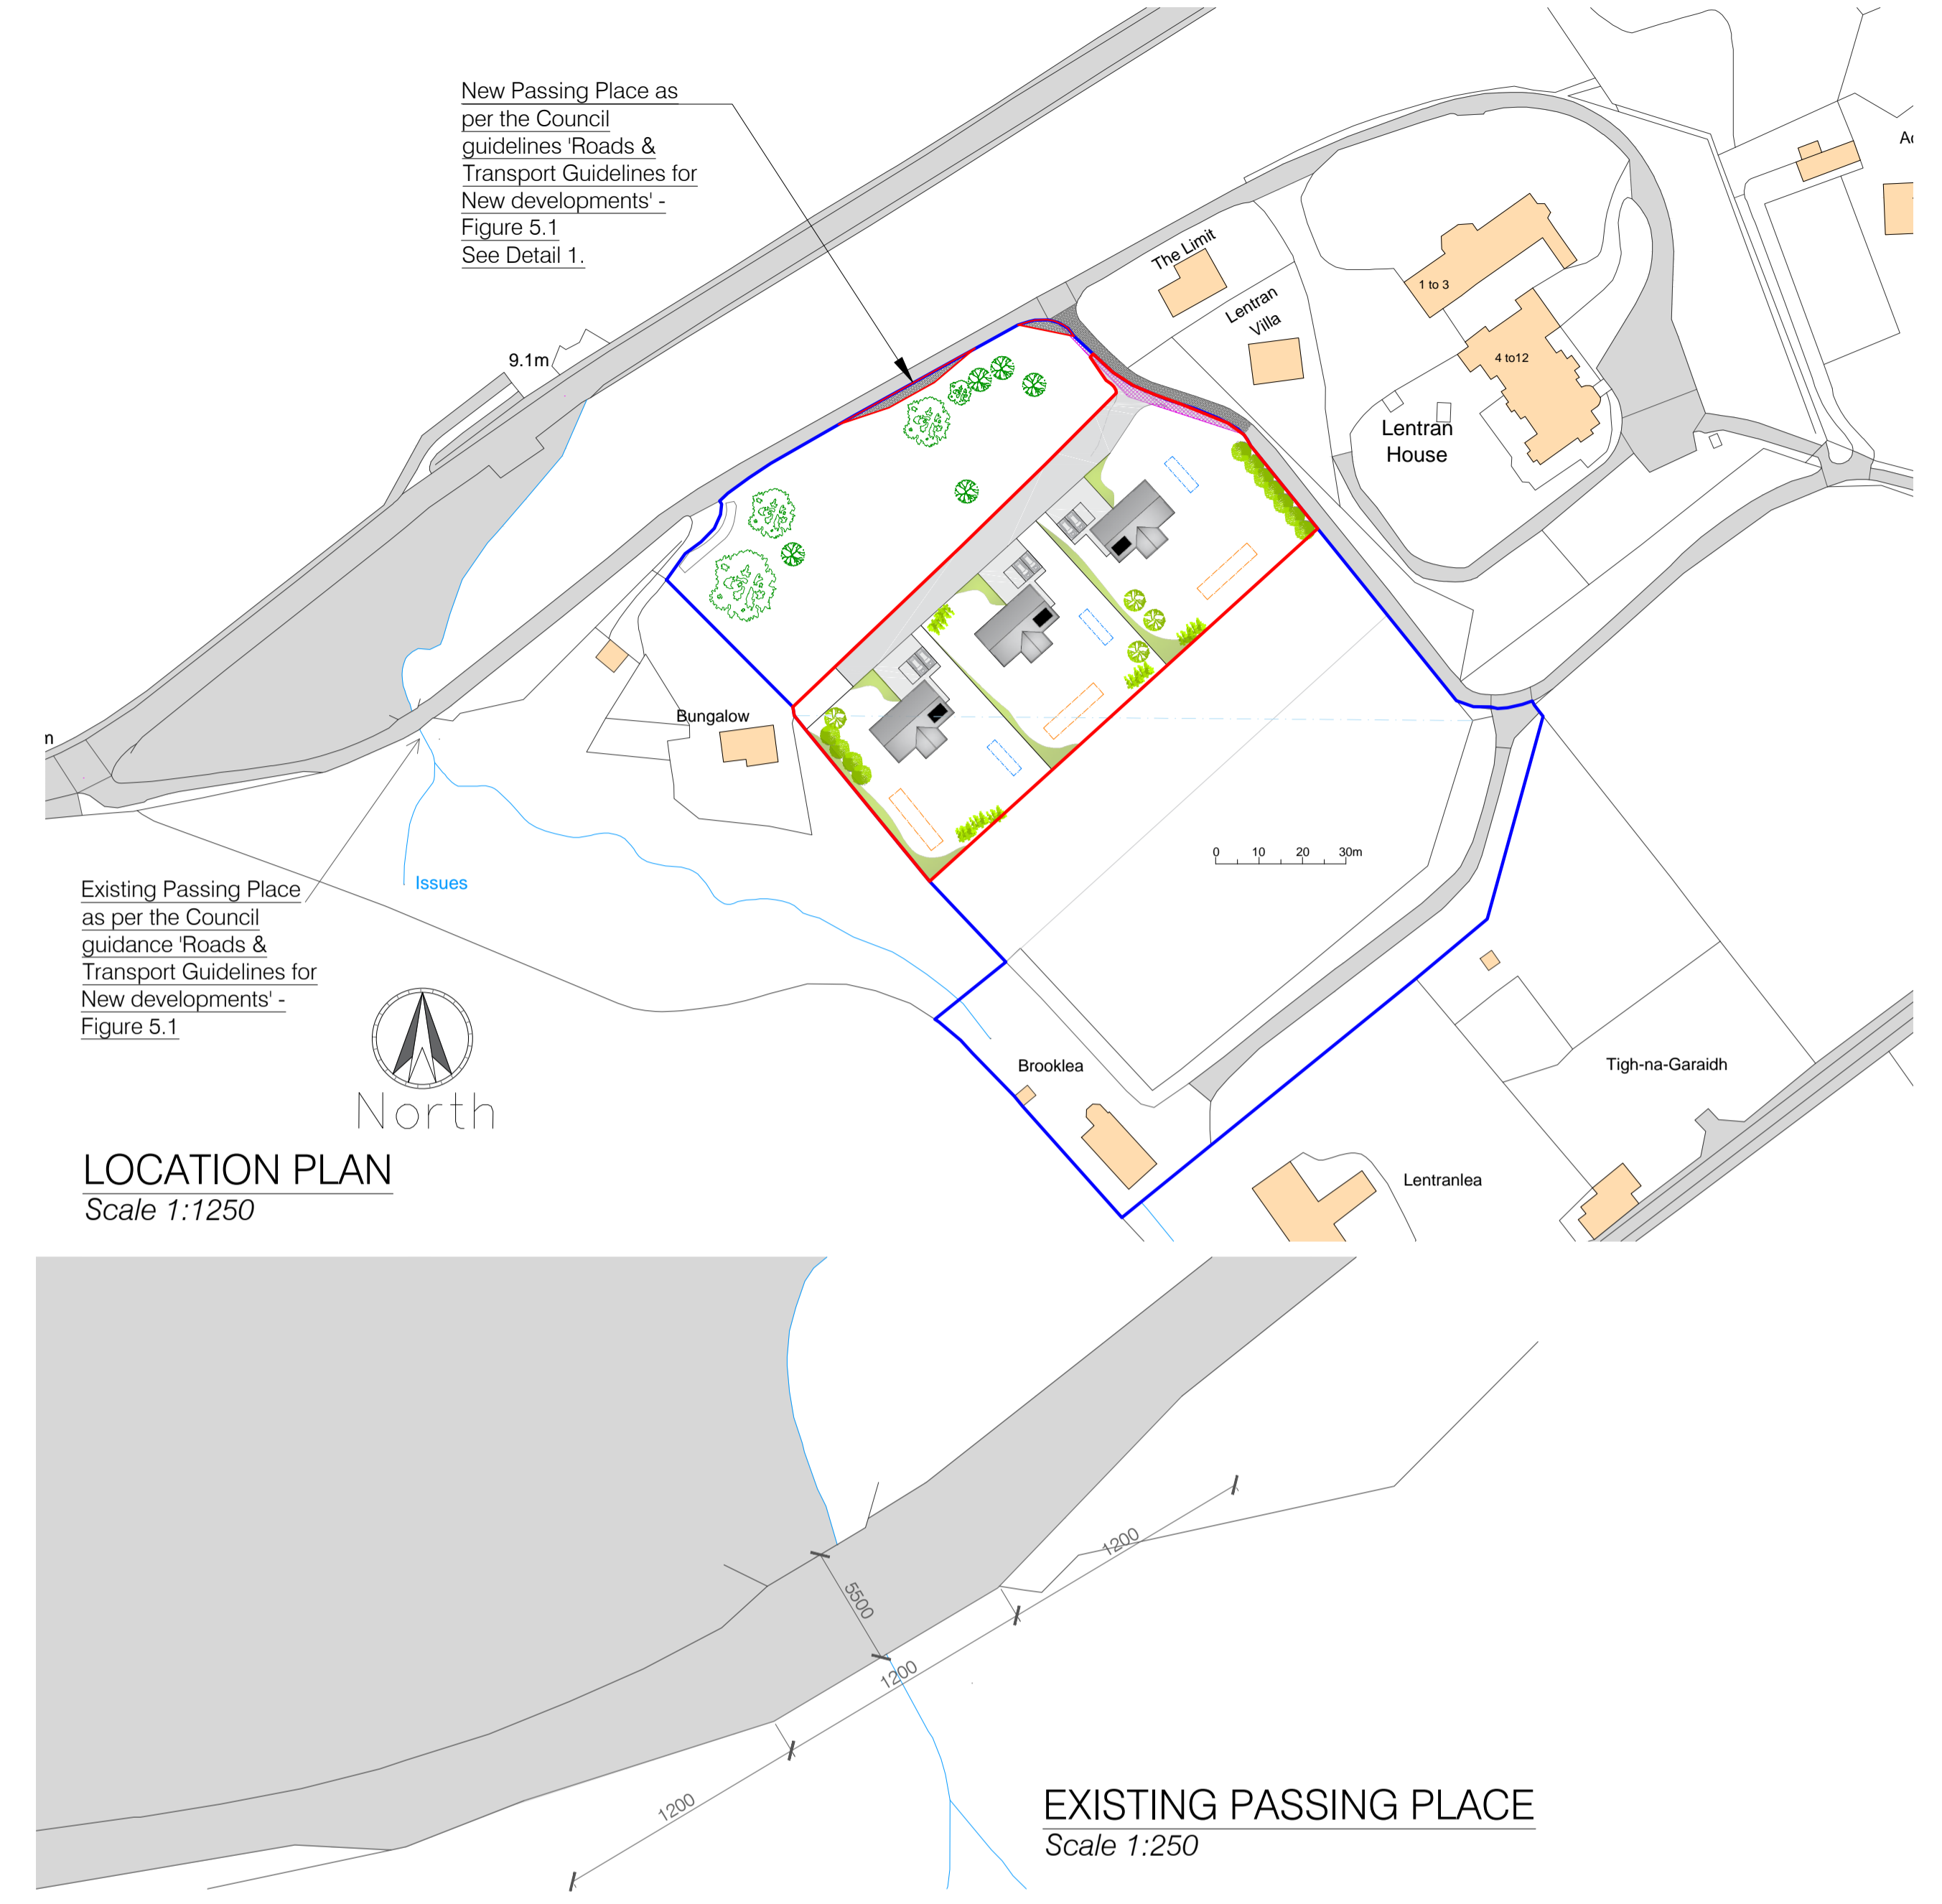 New Passing Place as
per the Council
guidelines 'Roads &
Transport Guidelines for
New developments' -
Figure 5.1
See Detail 1.
9.1m
The Limit
Lentran
Villa
1 to 3
4 to12
Lentran
House
Bungalow
0 10 20 30m
Issues
Existing Passing Place
as per the Council
guidance 'Roads &
Transport Guidelines for
New developments' -
Figure 5.1
North
Brooklea
Tigh-na-Garaidh
Lentranlea
LOCATION PLAN
Scale 1:1250
1200
5500
1200
1200
EXISTING PASSING PLACE
Scale 1:250